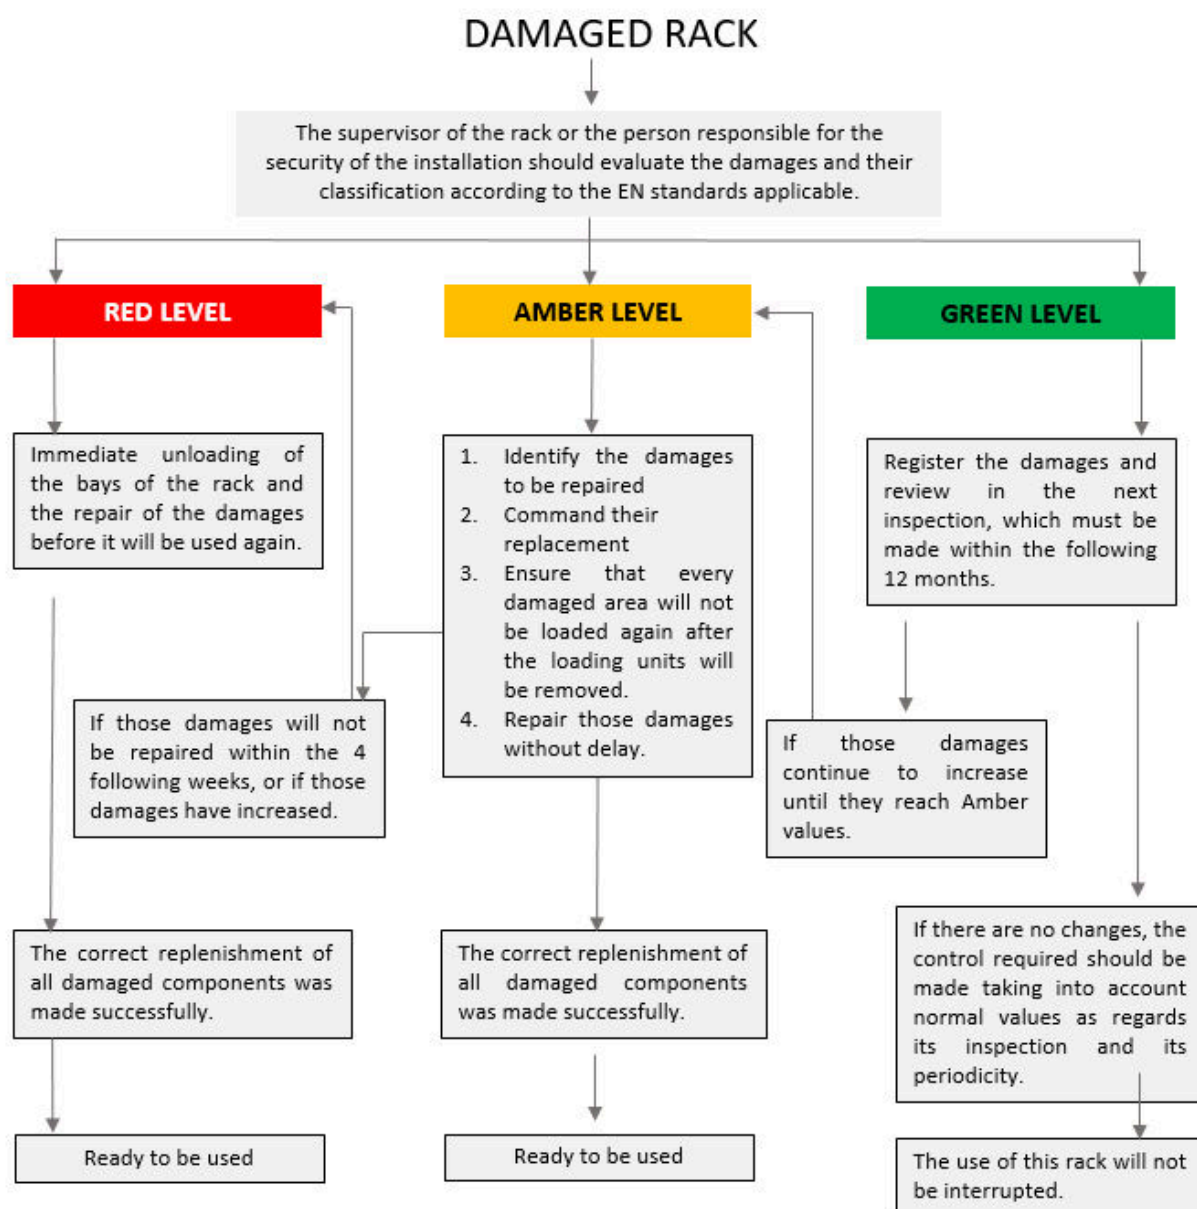 DAMAGED RACK
The supervisor of the rack or the person responsible for the
security of the installation should evaluate the damages and their
classification according to the EN standards applicable.
RED LEVEL
AMBER LEVEL
GREEN LEVEL
Immediate unloading of
the bays of the rack and
the repair of the damages
before it will be used again.
1. Identify the damages
to be repaired
2. Command their
replacement
3. Ensure that every
damaged area will not
be loaded again after
the loading units will
be removed.
4. Repair those damages
without delay.
Register the damages and
review in the next
inspection, which must be
made within the following
12 months.
If those damages will not
be repaired within the 4
following weeks, or if those
damages have increased.
If those damages
continue to increase
until they reach Amber
values.
The correct replenishment of
all damaged components was
made successfully.
The correct replenishment of
all damaged components
was made successfully.
If there are no changes, the
control required should be
made taking into account
normal values as regards
its inspection and its
periodicity.
Ready to be used
Ready to be used
The use of this rack will not
be interrupted.